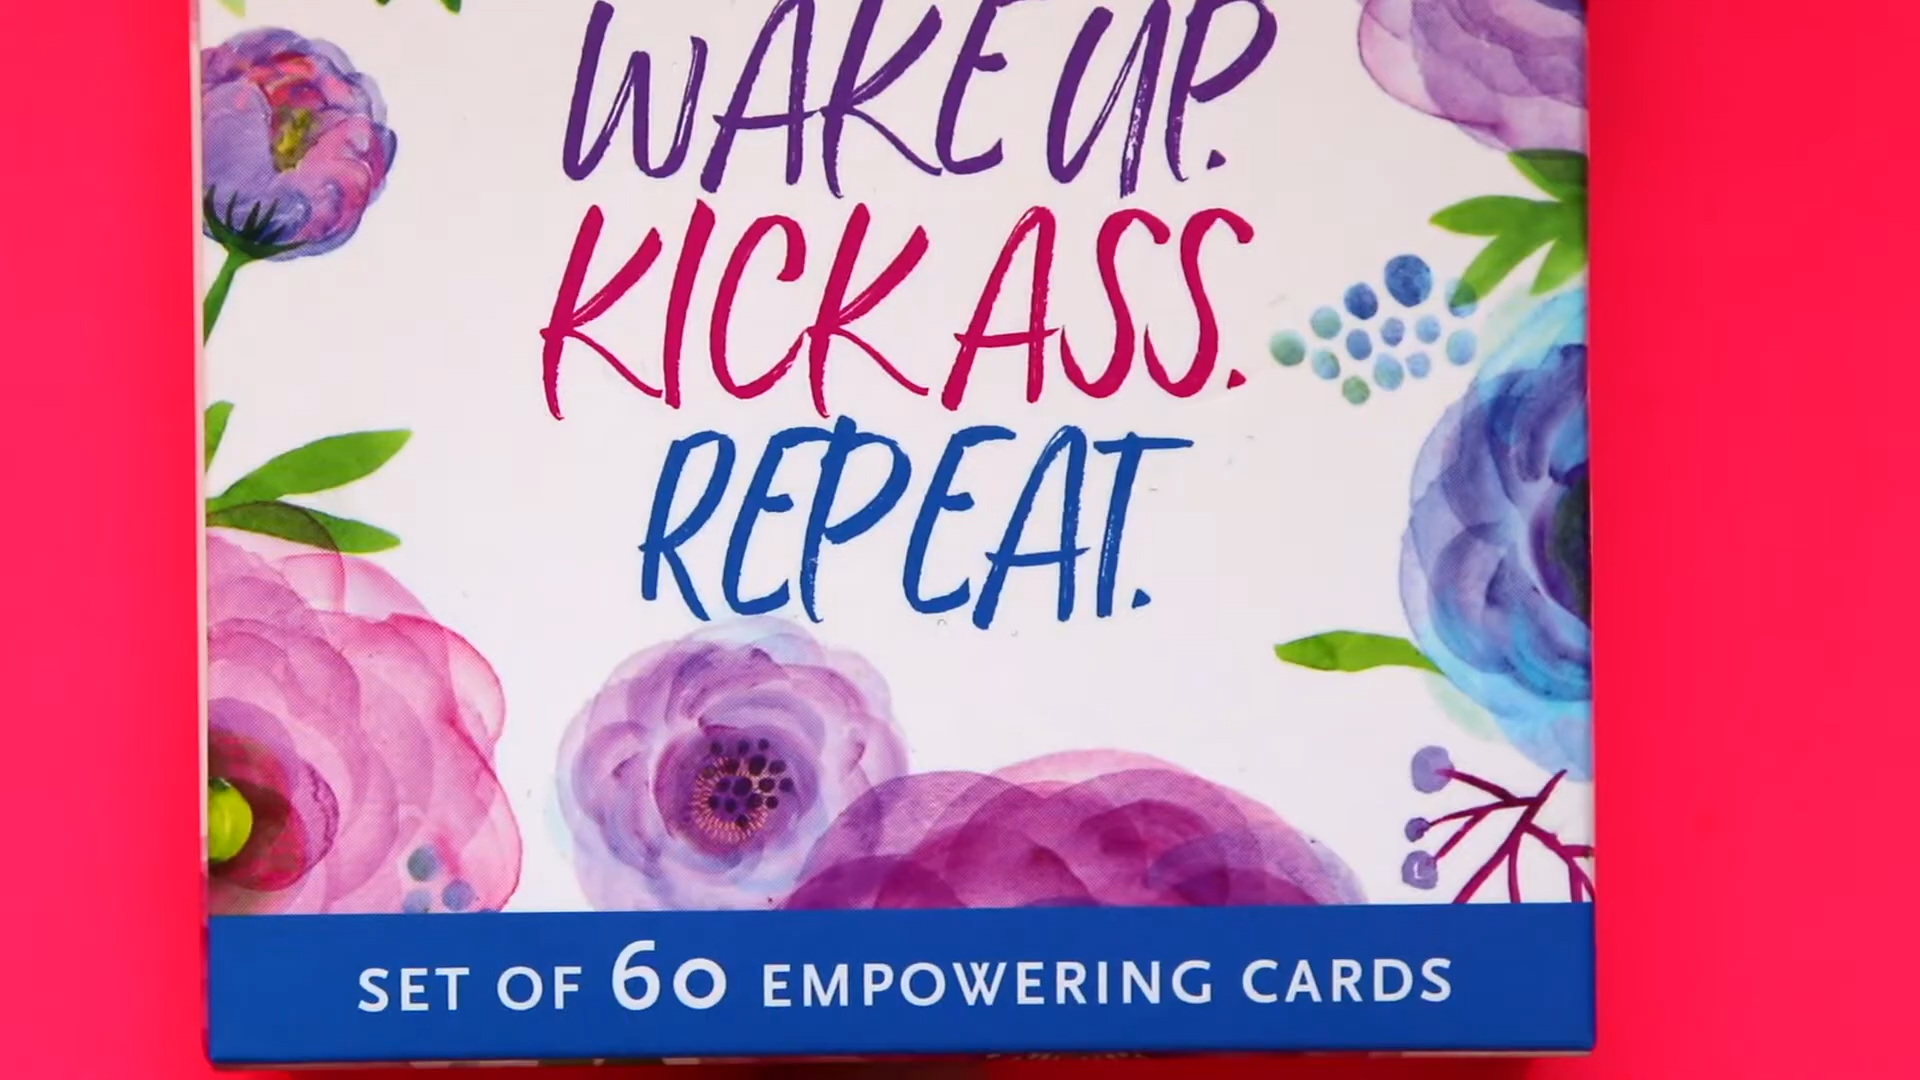 WAKE UP.
KICK ASS.
REPEAT.
SET OF 60 EMPOWERING CARDS